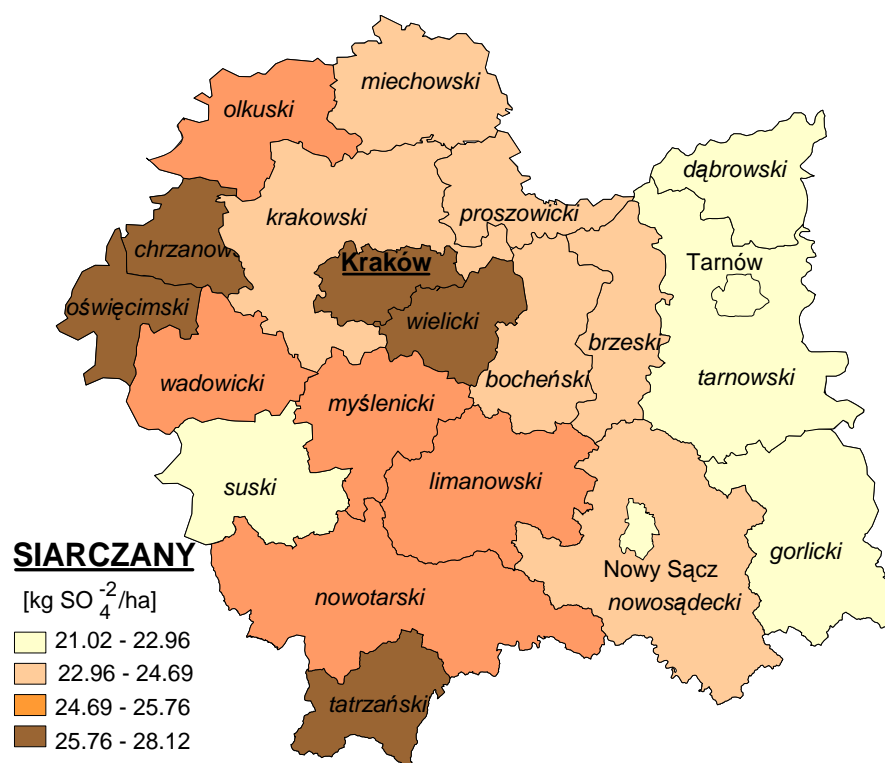 miechowski
olkuski
dąbrowski
krakowski
proszowicki
chrzanows
Kraków
Tarnów
oświęcimski
wielicki
brzeski
wadowicki
bocheński
tarnowski
myślenicki
suski
limanowski
gorlicki
Nowy Sącz
nowosądecki
nowotarski
tatrzański
SIARCZANY
[kg SO₄⁻²/ha]
21.02 - 22.96
22.96 - 24.69
24.69 - 25.76
25.76 - 28.12